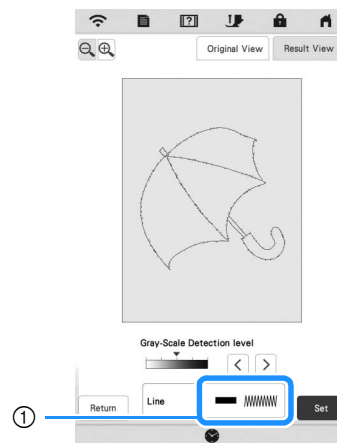 ?
Original View
Result View
Gray-Scale Detection level
< >
Line
Return
Set
①